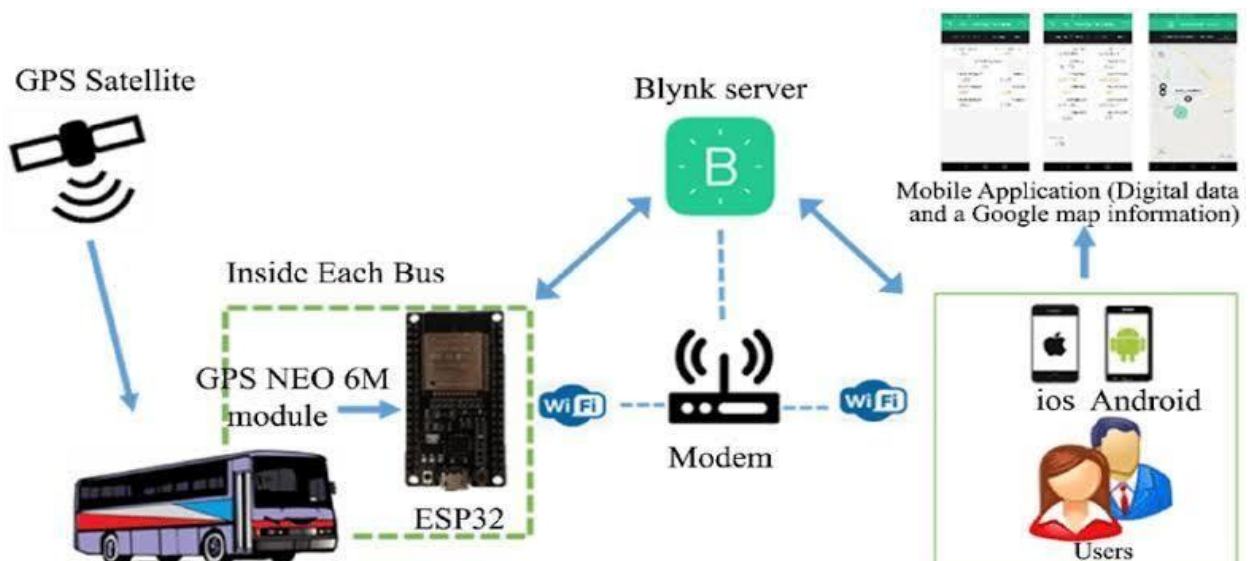 GPS Satellite
Blynk server
B
Mobile Application (Digital data
and a Google map information)
Inside Each Bus
GPS NEO 6M
module
ESP32
WiFi
Modem
WiFi
ios Android
Users